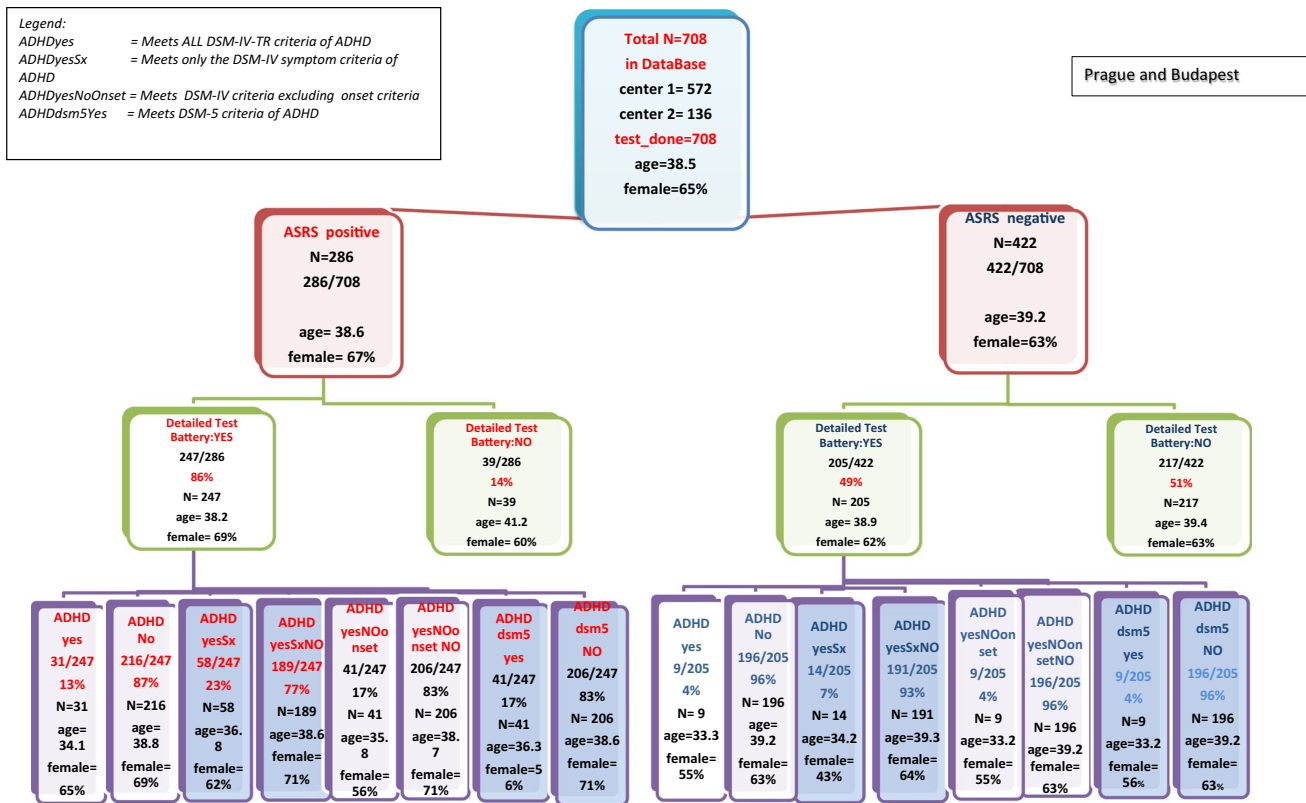 Legend:
ADHDyes = Meets ALL DSM-IV-TR criteria of ADHD
ADHDyesSx = Meets only the DSM-IV symptom criteria of
ADHD
ADHDyesNoOnset = Meets DSM-IV criteria excluding onset criteria
ADHDdsm5Yes = Meets DSM-5 criteria of ADHD
Total N=708
in DataBase
center 1= 572
center 2= 136
test_done=708
age=38.5
female=65%
Prague and Budapest
ASRS positive
N=286
286/708
age= 38.6
female= 67%
ASRS negative
N=422
422/708
age=39.2
female=63%
Detailed Test
Battery:YES
247/286
86%
N= 247
age= 38.2
female= 69%
Detailed Test
Battery:NO
39/286
14%
N=39
age= 41.2
female= 60%
Detailed Test
Battery:YES
205/422
49%
N= 205
age= 38.9
female= 62%
Detailed Test
Battery:NO
217/422
51%
N=217
age= 39.4
female=63%
ADHD
yes
31/247
13%
N=31
age=
34.1
female=
65%
ADHD
No
216/247
87%
N=216
age=
38.8
female=
69%
ADHD
yesSx
58/247
23%
N=58
age=36.
8
female=
62%
ADHD
yesSxNO
189/247
77%
N=189
age=38.6
female=
71%
ADHD
yesNOo
nset
41/247
17%
N= 41
age=35.
8
female=
56%
ADHD
yesNOo
nset NO
206/247
83%
N= 206
age=38.
7
female=
71%
ADHD
dsm5
yes
41/247
17%
N=41
age=36.3
female=5
6%
ADHD
dsm5
NO
206/247
83%
N= 206
age=38.6
female=
71%
ADHD
yes
9/205
4%
N= 9
age=33.3
female=
55%
ADHD
No
196/205
96%
N= 196
age=
39.2
female=
63%
ADHD
yesSx
14/205
7%
N= 14
age=34.2
female=
43%
ADHD
yesSxNO
191/205
93%
N= 191
age=39.3
female=
64%
ADHD
yesNOon
set
9/205
4%
N= 9
age=33.2
female=
55%
ADHD
yesNOon
setNO
196/205
96%
N= 196
age=39.2
female=
63%
ADHD
dsm5
yes
9/205
4%
N=9
age=33.2
female=
56%
ADHD
dsm5
NO
196/205
96%
N= 196
age=39.2
female=
63%